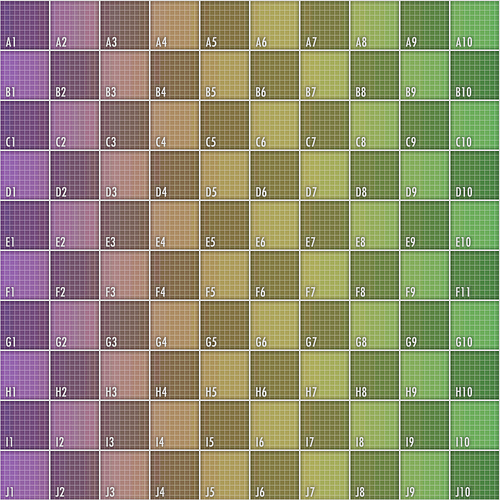 A1 A2 A3 A4 A5 A6 A7 A8 A9 A10
B1 B2 B3 B4 B5 B6 B7 B8 B9 B10
C1 C2 C3 C4 C5 C6 C7 C8 C9 C10
D1 D2 D3 D4 D5 D6 D7 D8 D9 D10
E1 E2 E3 E4 E5 E6 E7 E8 E9 E10
F1 F2 F3 F4 F5 F6 F7 F8 F9 F11
G1 G2 G3 G4 G5 G6 G7 G8 G9 G10
H1 H2 H3 H4 H5 H6 H7 H8 H9 H10
I1 I2 I3 I4 I5 I6 I7 I8 I9 I10
J1 J2 J3 J4 J5 J6 J7 J8 J9 J10